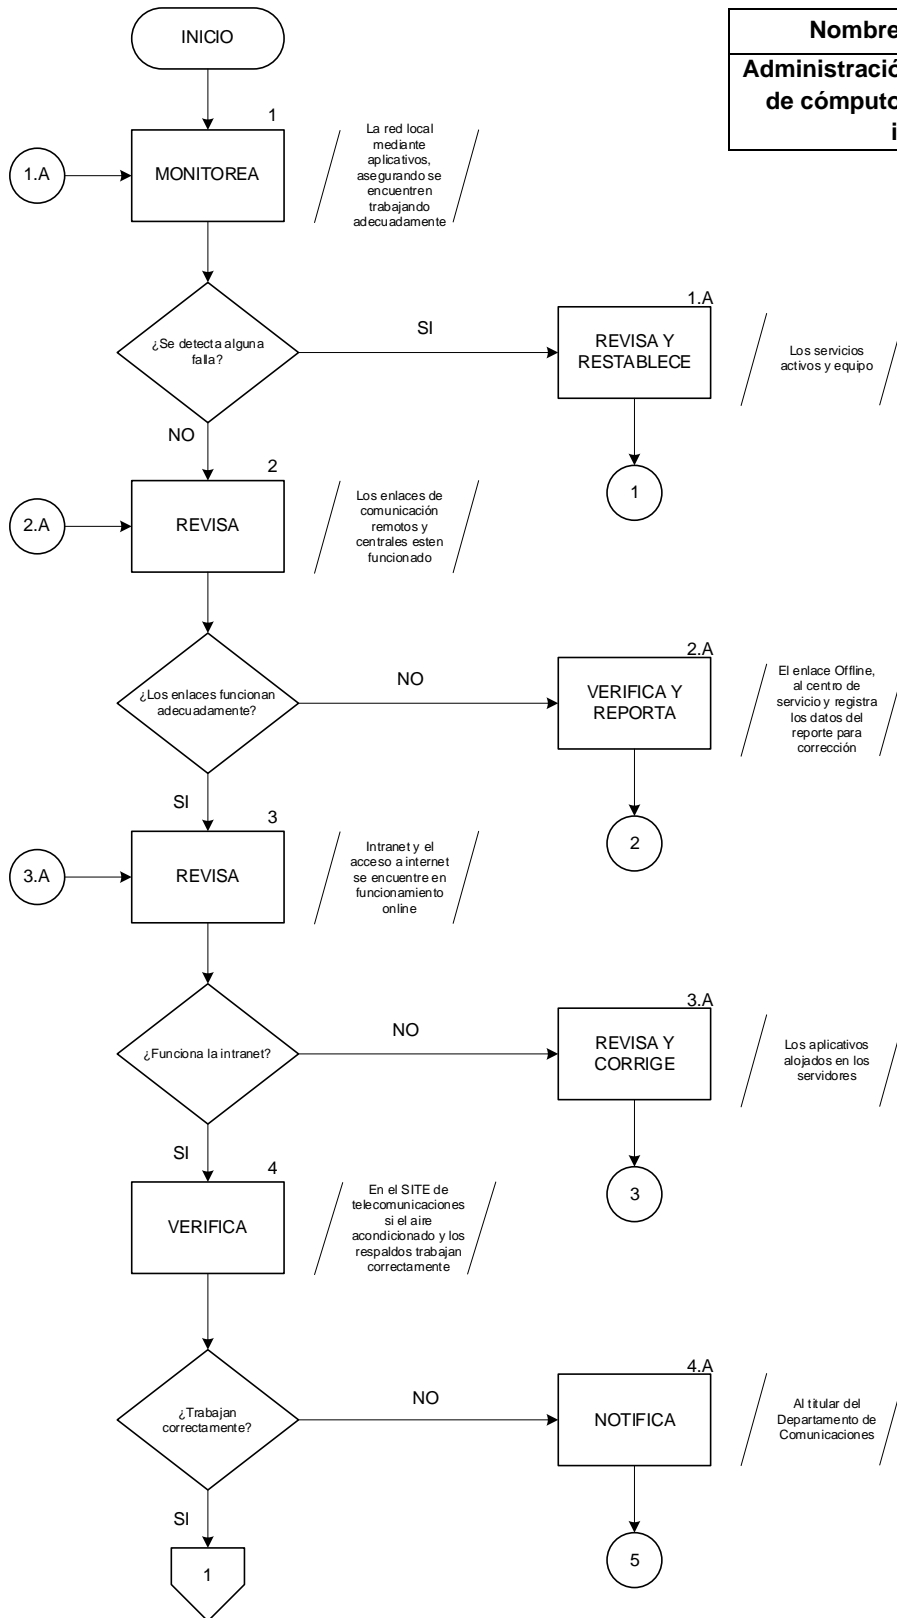 INICIO
Nombre
Administració
de cómputo
i
1
1.A
MONITOREA
La red local
mediante
aplicativos,
asegurando se
encuentren
trabajando
adecuadamente
¿Se detecta alguna
falla?
SI
1.A
REVISA Y
RESTABLECE
Los servicios
activos y equipo
NO
1
2
2.A
REVISA
Los enlaces de
comunicación
remotos y
centrales esten
funcionado
¿Los enlaces funcionan
adecuadamente?
NO
2.A
VERIFICA Y
REPORTA
El enlace Offline,
al centro de
servicio y registra
los datos del
reporte para
corrección
SI
2
3
3.A
REVISA
Intranet y el
acceso a internet
se encuentre en
funcionamiento
online
¿Funciona la intranet?
NO
3.A
REVISA Y
CORRIGE
Los aplicativos
alojados en los
servidores
SI
3
4
VERIFICA
En el SITE de
telecomunicaciones
si el aire
acondicionado y los
respaldos trabajan
correctamente
¿Trabajan
correctamente?
NO
4.A
NOTIFICA
Al titular del
Departamento de
Comunicaciones
SI
1
5